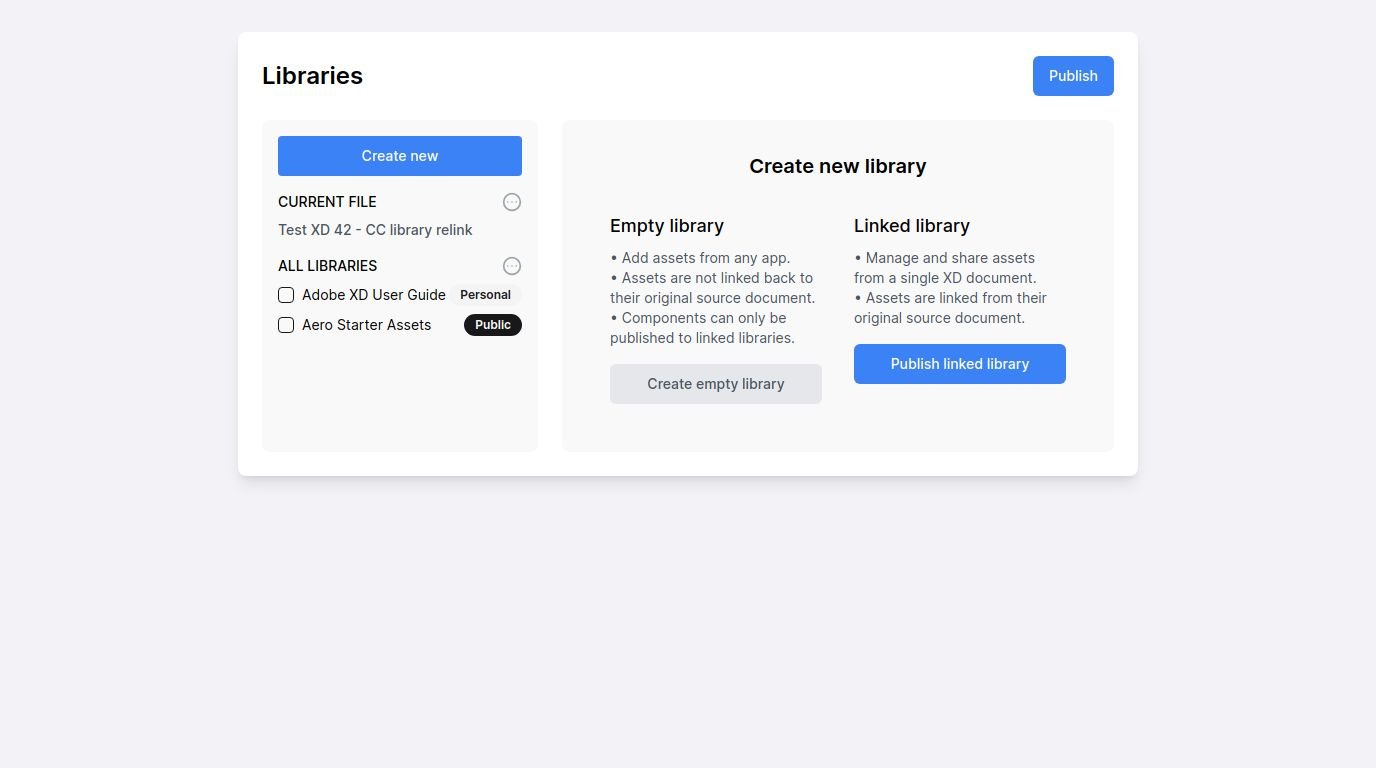 Libraries
Publish
Create new
CURRENT FILE
Test XD 42 - CC library relink
ALL LIBRARIES
Adobe XD User Guide Personal
Aero Starter Assets Public
Create new library
Empty library
• Add assets from any app.
• Assets are not linked back to
their original source document.
• Components can only be
published to linked libraries.
Create empty library
Linked library
• Manage and share assets
from a single XD document.
• Assets are linked from their
original source document.
Publish linked library